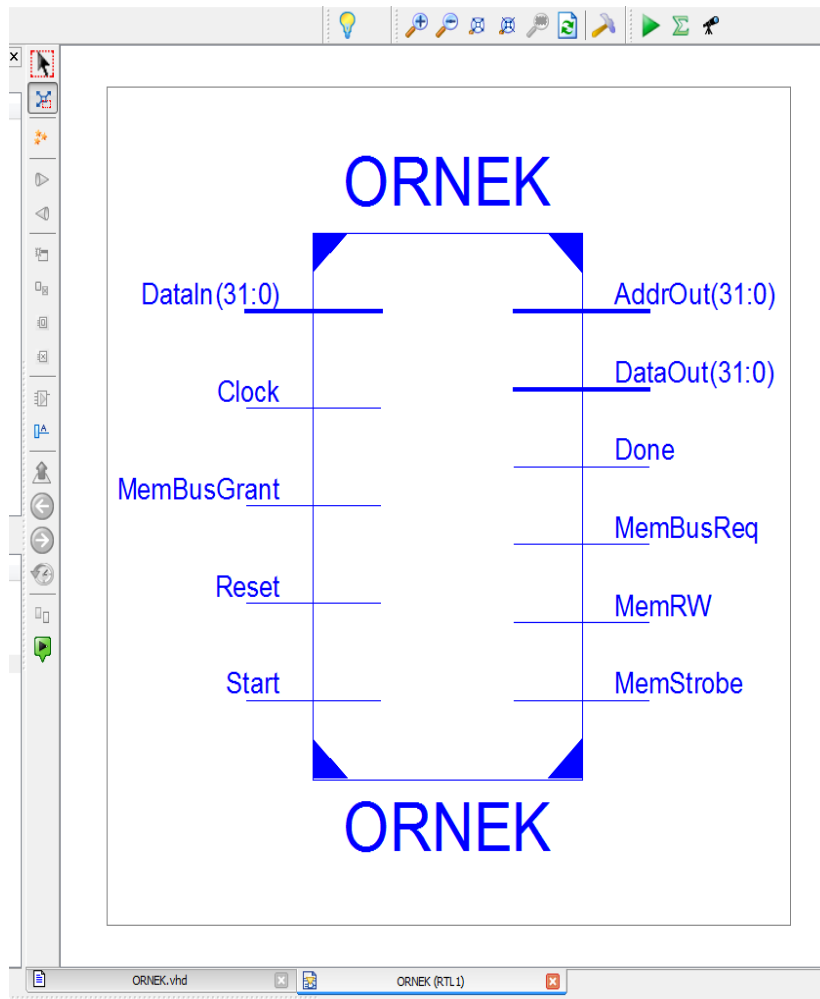 ORNEK
DataIn(31:0)
Clock
MemBusGrant
Reset
Start
AddrOut(31:0)
DataOut(31:0)
Done
MemBusReq
MemRW
MemStrobe
ORNEK
ORNEK.vhd
ORNEK (RTL1)